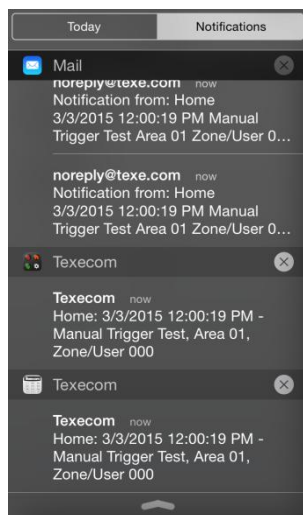 Today Notifications
Mail
noreply@texe.com now
Notification from: Home
3/3/2015 12:00:19 PM Manual
Trigger Test Area 01 Zone/User 0...
noreply@texe.com now
Notification from: Home
3/3/2015 12:00:19 PM Manual
Trigger Test Area 01 Zone/User 0...
Texecom
Texecom now
Home: 3/3/2015 12:00:19 PM -
Manual Trigger Test, Area 01,
Zone/User 000
Texecom
Texecom now
Home: 3/3/2015 12:00:19 PM -
Manual Trigger Test, Area 01,
Zone/User 000